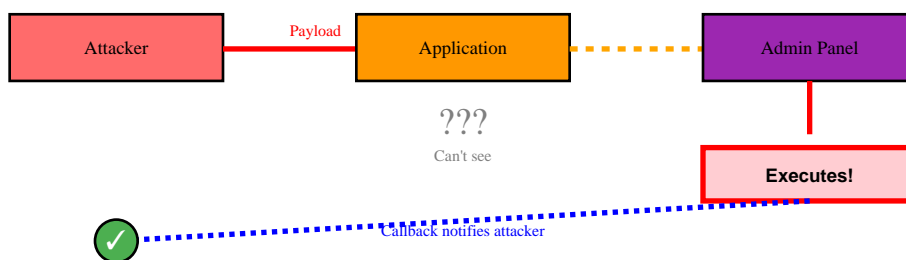 Payload
Attacker
Application
Admin Panel
???
Can't see
Executes!
✓
Callback notifies attacker